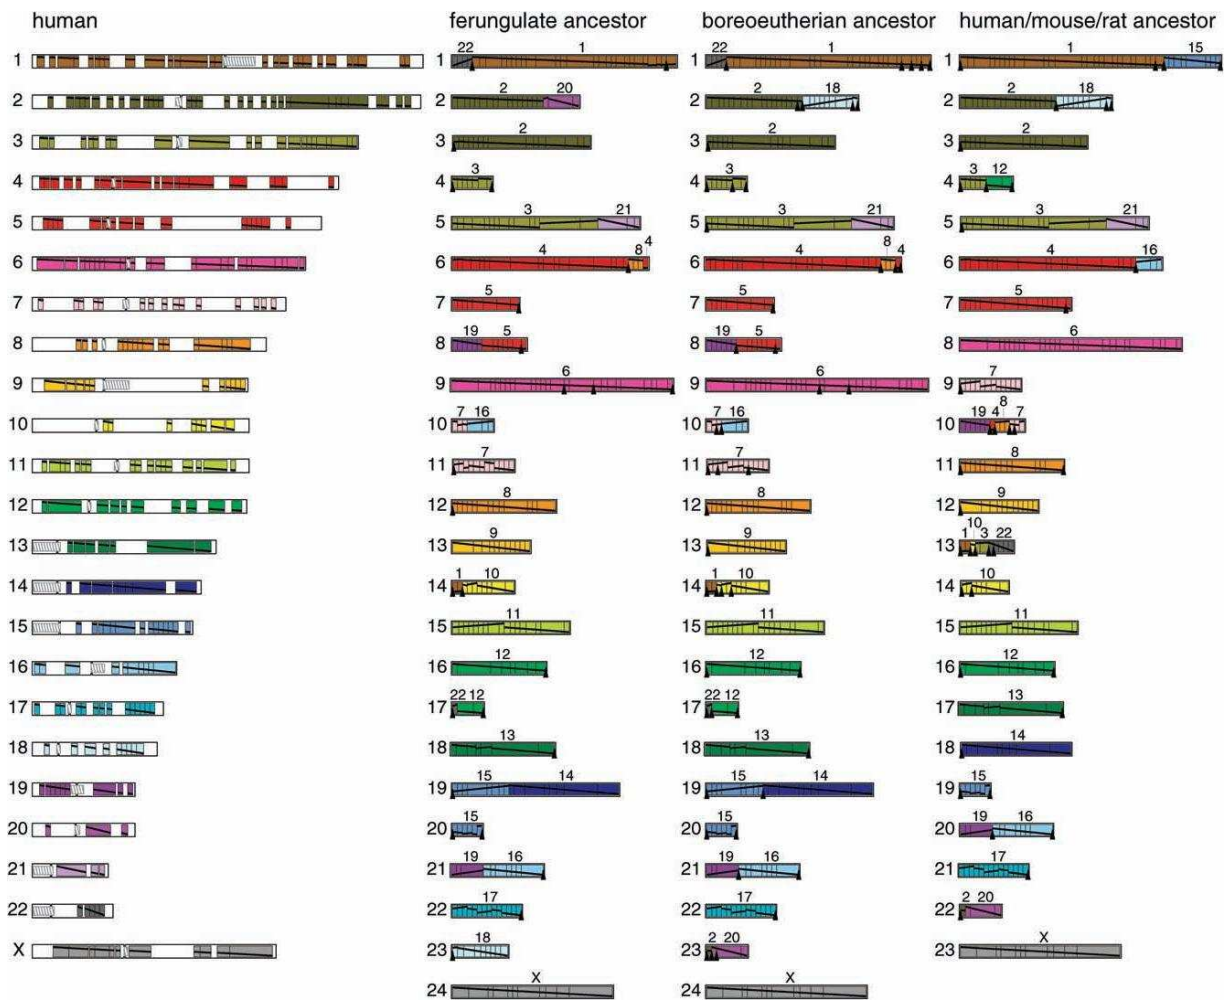 human ferungulate ancestor boreoeutherian ancestor human/mouse/rat ancestor
22 1 22 1 1 15
1 1 1 1
2 20 2 18 2 18
2 2 2 2
2 2 2
3 3 3 3
3 3 3 12
4 4 4 4
3 21 3 21 3 21
5 5 5 5
4 8 4 4 8 4 4 16
6 6 6 6
5 5 5
7 7 7 7
19 5 19 5 6
8 8 8 8
6 6 7
9 9 9 9
7 16 7 16 19 4 8 7
10 10 10 10
7 7 8
11 11 11 11
8 8 9
12 12 12 12
9 9 1 10 3 22
13 13 13 13
1 10 1 10 10
14 14 14 14
11 11 11
15 15 15 15
12 12 12
16 16 16 16
22 12 22 12 13
17 17 17 17
13 13 14
18 18 18 18
15 14 15 14 15
19 19 19 19
15 15 19 16
20 20 20 20
19 16 19 16 17
21 21 21 21
17 17 2 20
22 22 22 22
18 2 20 X
X 23 23 23
X X
24 24